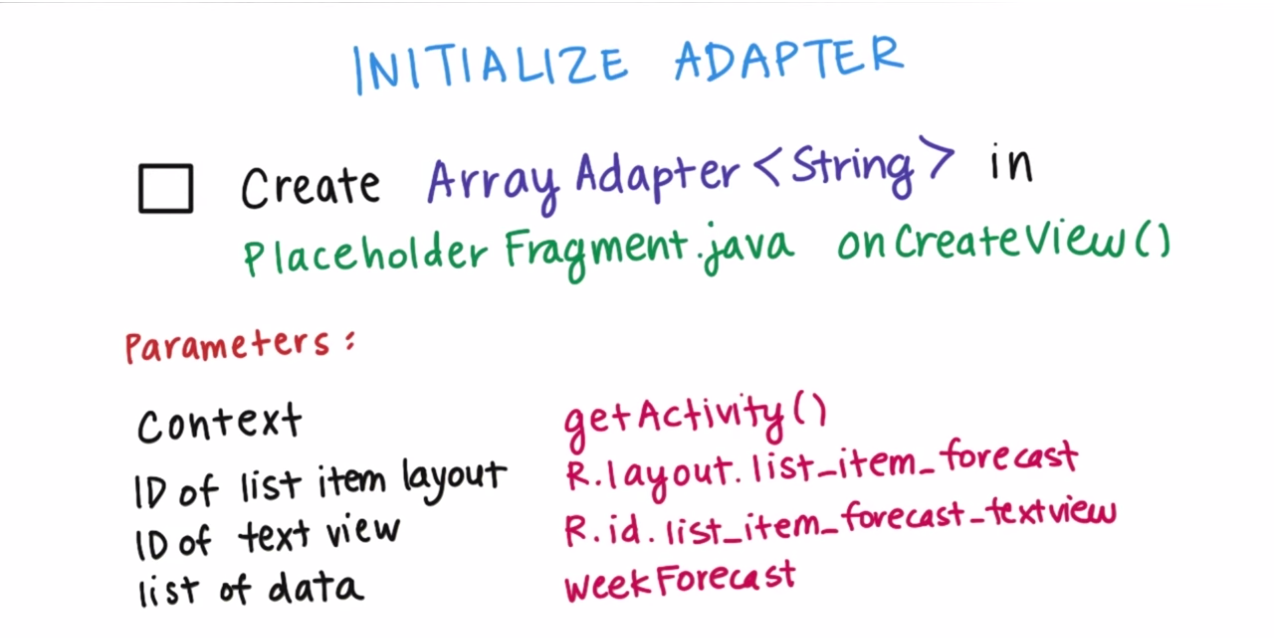 INITIALIZE ADAPTER
Create ArrayAdapter<String> in
PlaceholderFragment.java onCreateView()
Parameters:
Context getActivity()
ID of list item layout R.layout.list_item_forecast
ID of text view R.id.list_item_forecast_textview
list of data weekForecast